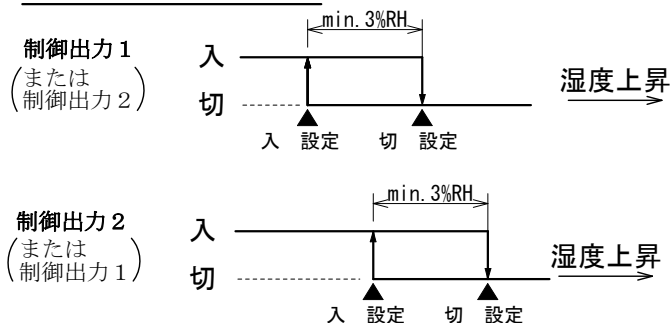 min. 3%RH
制御出力１
(または
制御出力２)
入
切
湿度上昇
入 設定 切 設定
min. 3%RH
制御出力２
(または
制御出力１)
入
切
湿度上昇
入 設定 切 設定